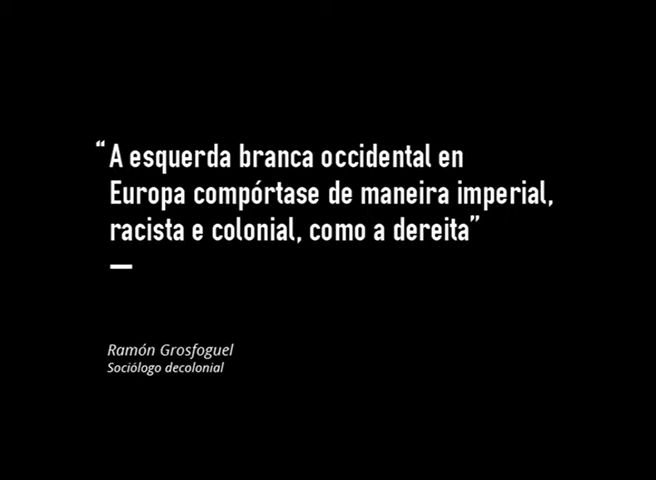 “A esquerda branca occidental en
Europa compórtase de maneira imperial,
racista e colonial, como a dereita”
Ramón Grosfoguel
Sociólogo decolonial